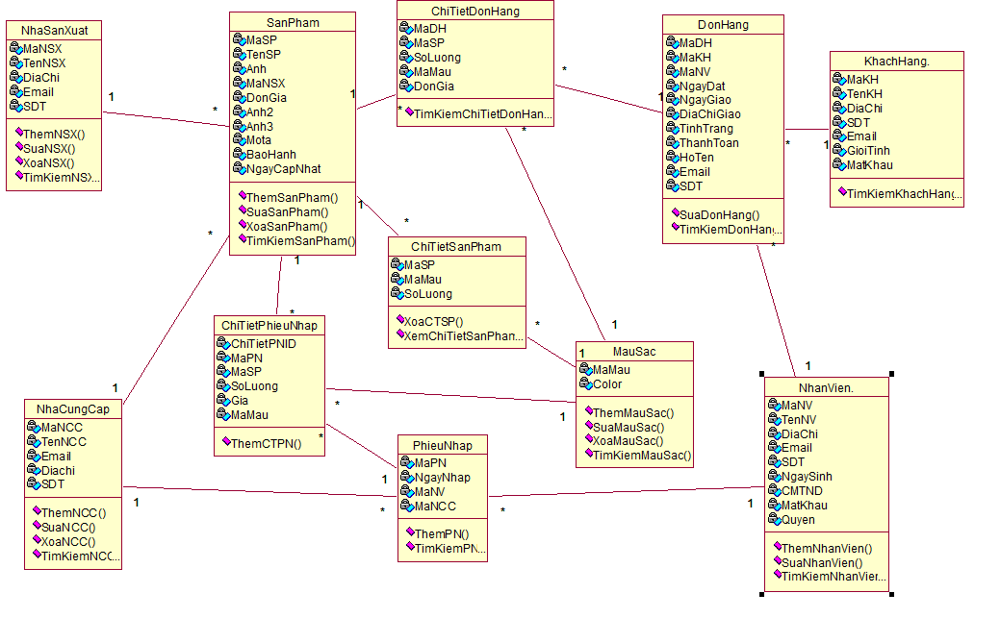 NhaSanXuat
MaNSX
TenNSX
DiaChi
Email
SDT
ThemNSX()
SuaNSX()
XoaNSX()
TimKiemNSX...
1
*
SanPham
MaSP
TenSP
Anh
MaNSX
DonGia
Anh2
Anh3
Mota
BaoHanh
NgayCapNhat
ThemSanPham()
SuaSanPham()
XoaSanPham()
TimKiemSanPham()
1
*
ChiTietDonHang
MaDH
MaSP
SoLuong
MaMau
DonGia
TimKiemChiTietDonHan...
*
1
DonHang
MaDH
MaKH
MaNV
NgayDat
NgayGiao
DiaChiGiao
TinhTrang
ThanhToan
HoTen
Email
SDT
SuaDonHang()
TimKiemDonHang...
*
1
KhachHang.
MaKH
TenKH
DiaChi
SDT
Email
GioiTinh
MatKhau
TimKiemKhachHang...
*
1
*
1
1
*
ChiTietSanPham
MaSP
MaMau
SoLuong
XoaCTSP()
XemChiTietSanPhan...
*
1
MauSac
MaMau
Color
ThemMauSac()
SuaMauSac()
XoaMauSac()
TimKiemMauSac()
1
*
ChiTietPhieuNhap
ChiTietPNID
MaPN
MaSP
SoLuong
Gia
MaMau
ThemCTPN()
*
1
*
1
*
1
NhaCungCap
MaNCC
TenNCC
Email
Diachi
SDT
ThemNCC()
SuaNCC()
XoaNCC()
TimKiemNCC...
1
*
PhieuNhap
MaPN
NgayNhap
MaNV
MaNCC
ThemPN()
TimKiemPN...
*
1
NhanVien.
MaNV
TenNV
DiaChi
Email
SDT
NgaySinh
CMTND
MatKhau
Quyen
ThemNhanVien()
SuaNhanVien()
TimKiemNhanVien...